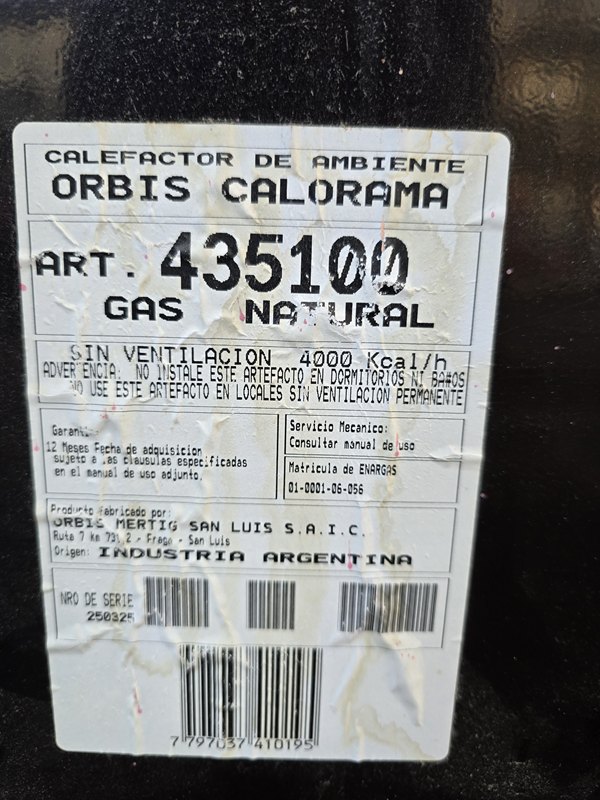 CALEFACTOR DE AMBIENTE
ORBIS CALORAMA
ART. 435100
GAS NATURAL
SIN VENTILACION 4000 Kcal/h
ADVERTENCIA: NO INSTALE ESTE ARTEFACTO EN DORMITORIOS NI BA#OS
NO USE ESTE ARTEFACTO EN LOCALES SIN VENTILACION PERMANENTE
12 Meses Fecha de adquisicion
sujeto a las clausulas especificadas
en el manual de uso adjunto.
Servicio Mecanico:
Consultar manual de uso
Matricula de ENARGAS
01-0001-06-056
Producto fabricado por:
ORBIS MERTIG SAN LUIS S.A.I.C.
Ruta 7 km 731,2 - Fraga - San Luis
Origen: INDUSTRIA ARGENTINA
NRO DE SERIE
250325
7 797037 410195